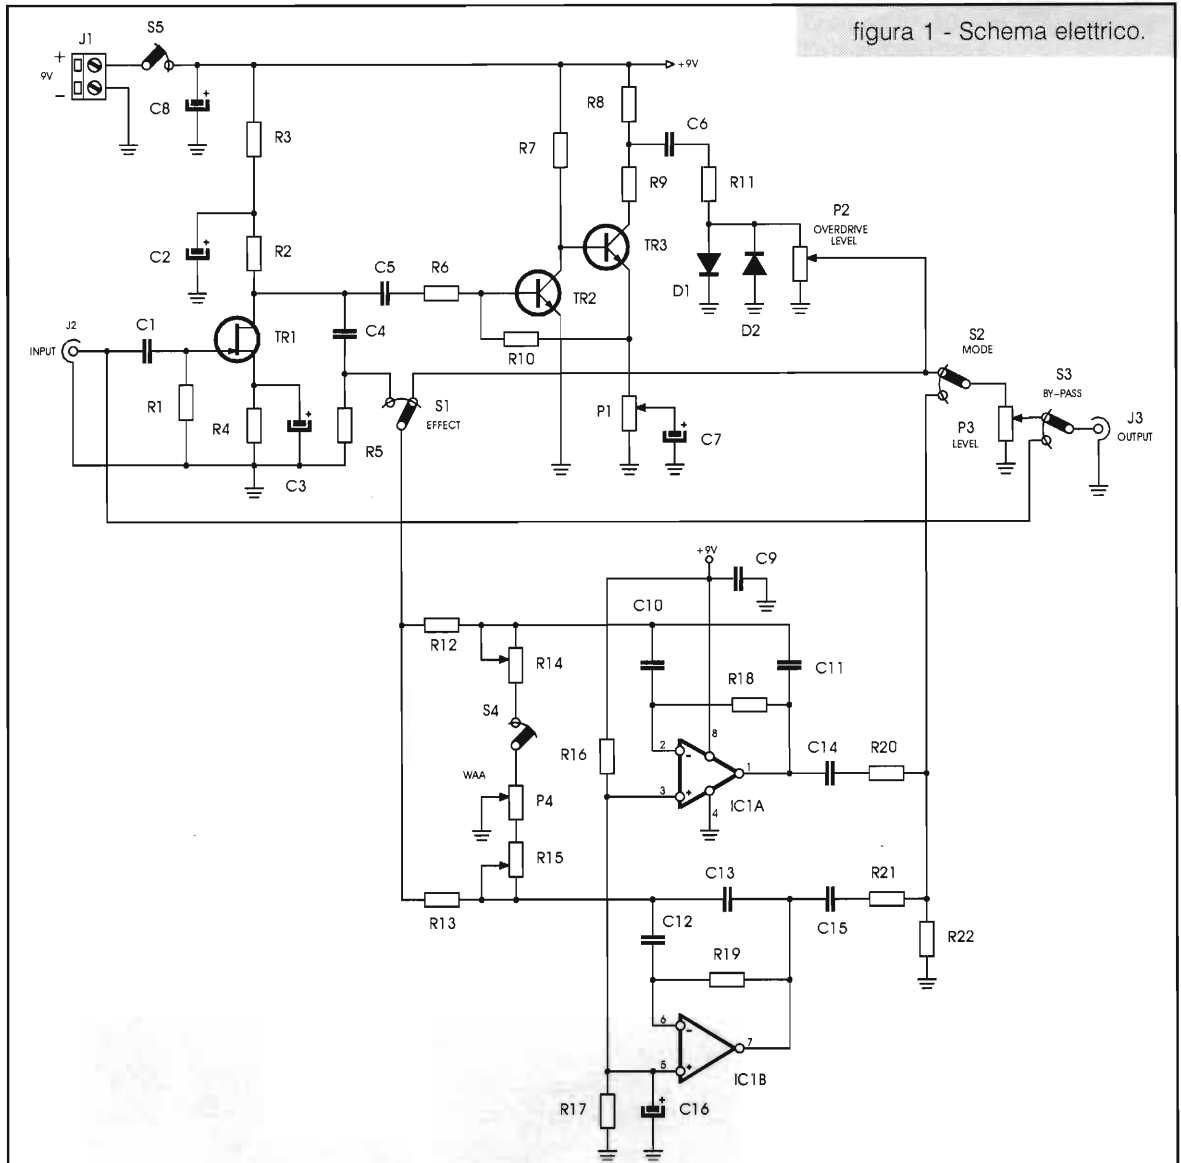 figura 1 - Schema elettrico.
J1
S5
+
9V
-
C8
+
+9V
R3
R8
C6
R7
R9
R11
P2
OVERDRIVE
LEVEL
C2
+
R2
C5
R6
TR3
TR2
D1
D2
J2
INPUT
C1
TR1
C4
R10
S2
MODE
S3
BY-PASS
R1
R4
+
C3
R5
S1
EFFECT
P1
+
C7
P3
LEVEL
J3
OUTPUT
+9V
C9
C10
R12
R14
C11
R18
S4
R16
2
-
8
1
C14
R20
WAA
P4
3
+
4
IC1A
R15
C13
R21
R13
C12
C15
R22
R19
6
-
7
5
+
IC1B
R17
+
C16